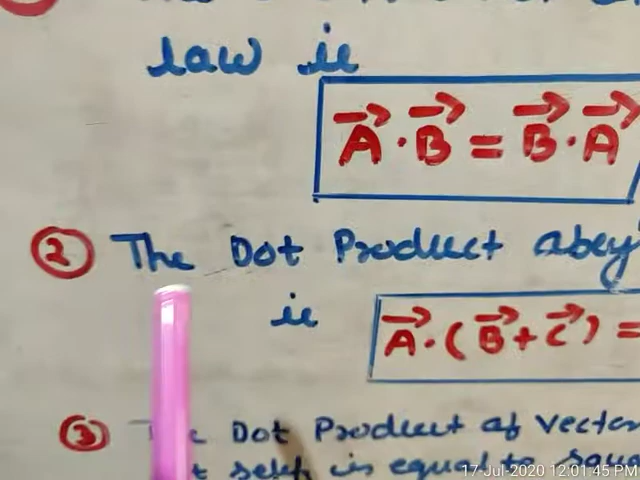 law ie
A⃗ · B⃗ = B⃗ · A⃗
② The Dot Product abey
ie
A⃗ · (B⃗ + C⃗) =
③ Dot Product of vector
self is equal to squa
17-Jul-2020 12:01:45 PM